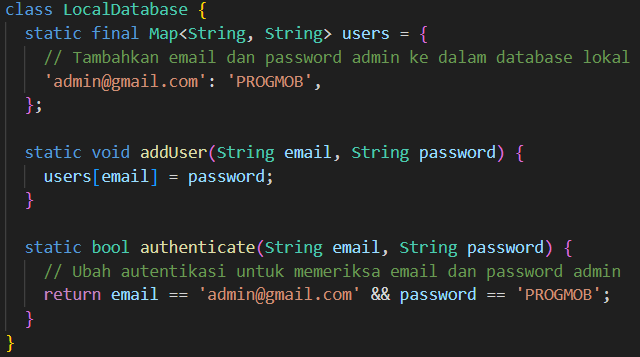 class LocalDatabase {
  static final Map<String, String> users = {
    // Tambahkan email dan password admin ke dalam database lokal
    'admin@gmail.com': 'PROGMOB',
  };

  static void addUser(String email, String password) {
    users[email] = password;
  }

  static bool authenticate(String email, String password) {
    // Ubah autentikasi untuk memeriksa email dan password admin
    return email == 'admin@gmail.com' && password == 'PROGMOB';
  }
}